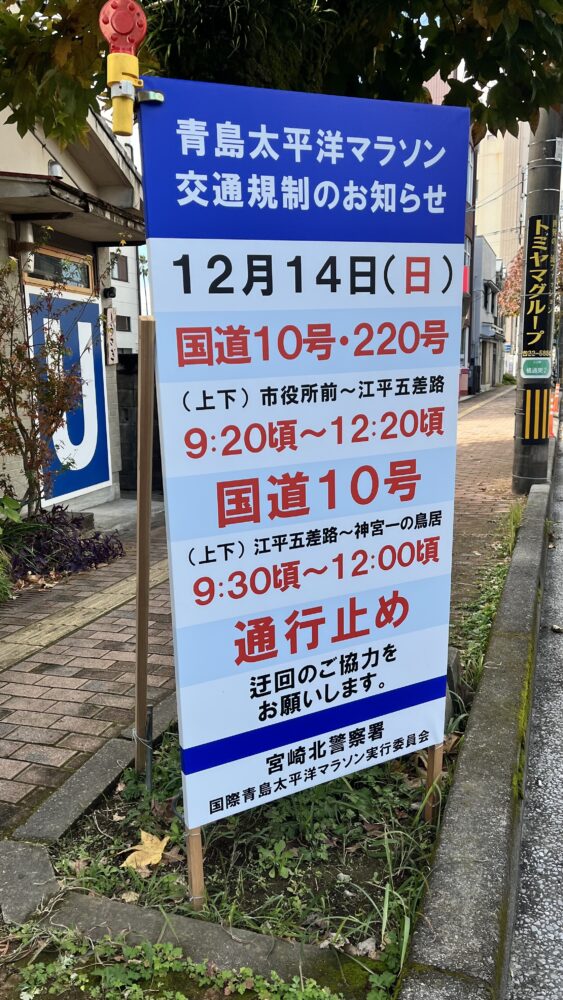 青島太平洋マラソン
交通規制のお知らせ
12月14日(日)
国道10号・220号
(上下)市役所前〜江平五差路
9:20頃〜12:20頃
国道10号
(上下)江平五差路〜神宮一の鳥居
9:30頃〜12:00頃
通行止め
迂回のご協力を
お願いします。
宮崎北警察署
国際青島太平洋マラソン実行委員会
トミヤマグループ